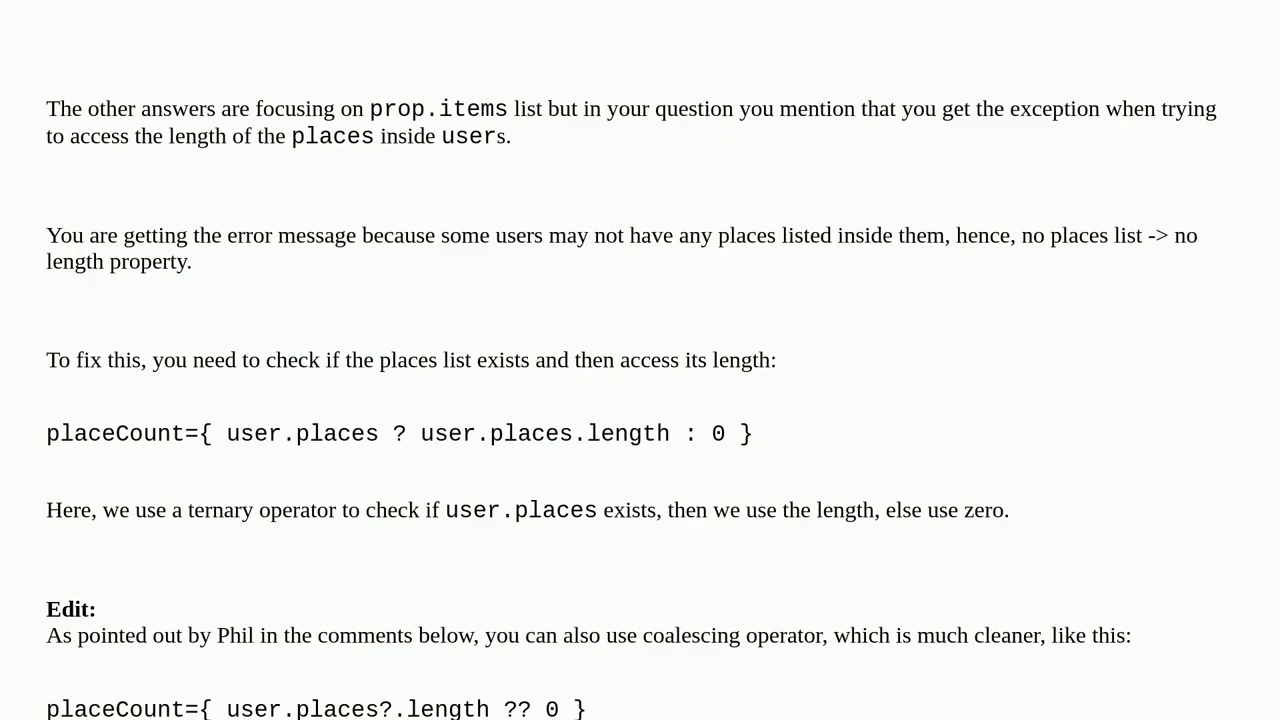 The other answers are focusing on prop.items list but in your question you mention that you get the exception when trying
to access the length of the places inside users.
You are getting the error message because some users may not have any places listed inside them, hence, no places list -> no
length property.
To fix this, you need to check if the places list exists and then access its length:
placeCount={ user.places ? user.places.length : 0 }
Here, we use a ternary operator to check if user.places exists, then we use the length, else use zero.
Edit:
As pointed out by Phil in the comments below, you can also use coalescing operator, which is much cleaner, like this:
placeCount={ user.places?.length ?? 0 }